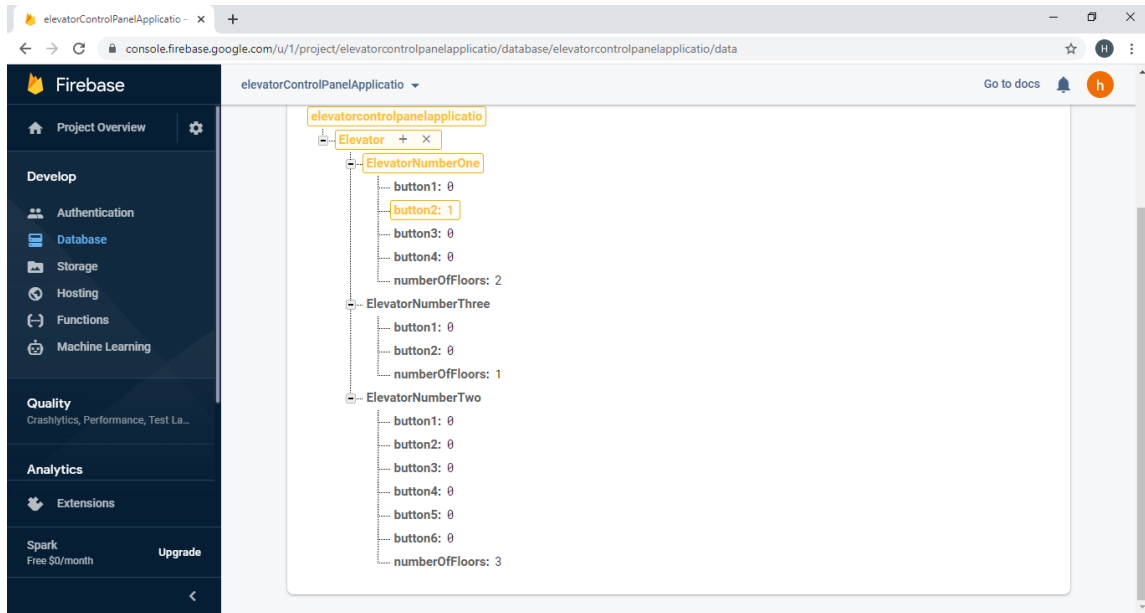 elevatorControlPanelApplicatio –
console.firebase.google.com/u/1/project/elevatorcontrolpanelapplicatio/database/elevatorcontrolpanelapplicatio/data
H
Firebase
elevatorControlPanelApplicatio
Go to docs
h
Project Overview
Develop
Authentication
Database
Storage
Hosting
Functions
Machine Learning
Quality
Crashlytics, Performance, Test La...
Analytics
Extensions
Spark
Free $0/month
Upgrade
elevatorcontrolpanelapplicatio
Elevator
ElevatorNumberOne
button1: 0
button2: 1
button3: 0
button4: 0
numberOfFloors: 2
ElevatorNumberThree
button1: 0
button2: 0
numberOfFloors: 1
ElevatorNumberTwo
button1: 0
button2: 0
button3: 0
button4: 0
button5: 0
button6: 0
numberOfFloors: 3